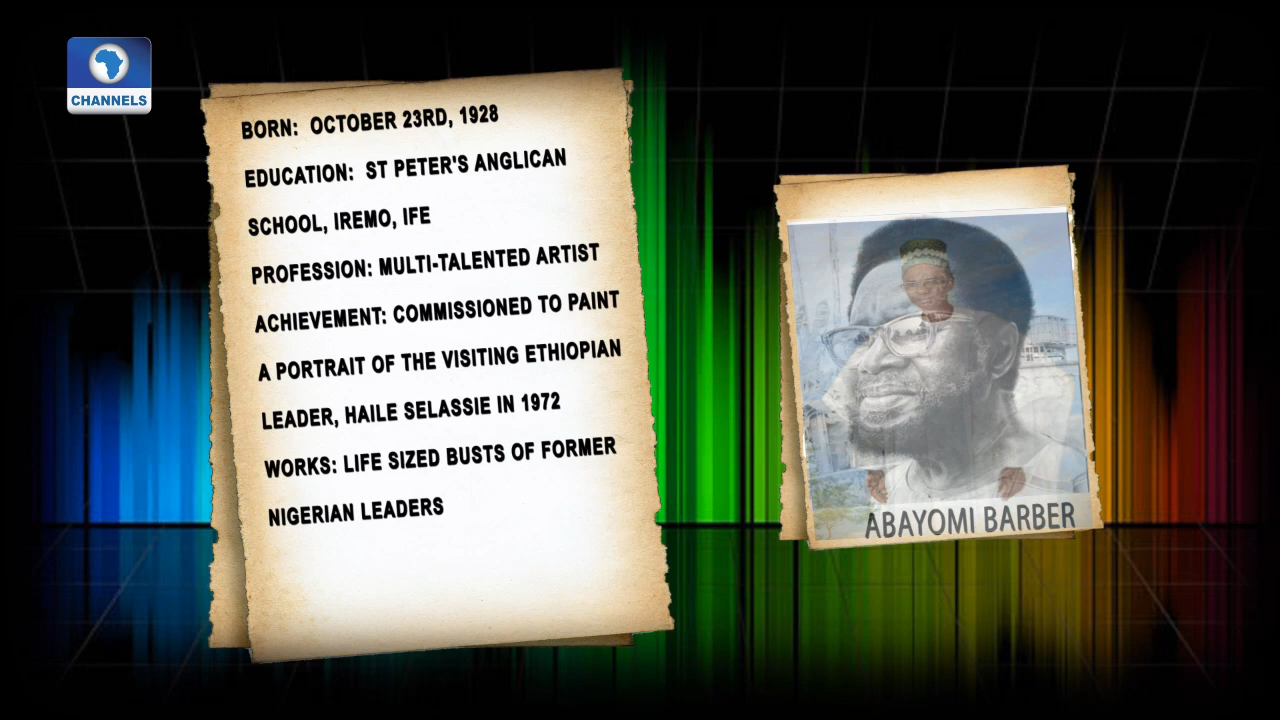 CHANNELS
BORN: OCTOBER 23RD, 1928
EDUCATION: ST PETER'S ANGLICAN
SCHOOL, IREMO, IFE
PROFESSION: MULTI-TALENTED ARTIST
ACHIEVEMENT: COMMISSIONED TO PAINT
A PORTRAIT OF THE VISITING ETHIOPIAN
LEADER, HAILE SELASSIE IN 1972
WORKS: LIFE SIZED BUSTS OF FORMER
NIGERIAN LEADERS
ABAYOMI BARBER